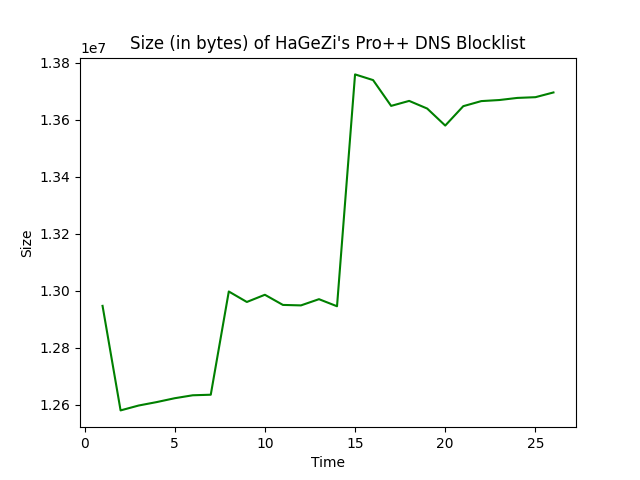 Size (in bytes) of HaGeZi's Pro++ DNS Blocklist
1e7
1.38
1.36
1.34
1.32
1.30
1.28
1.26
Size
0 5 10 15 20 25
Time